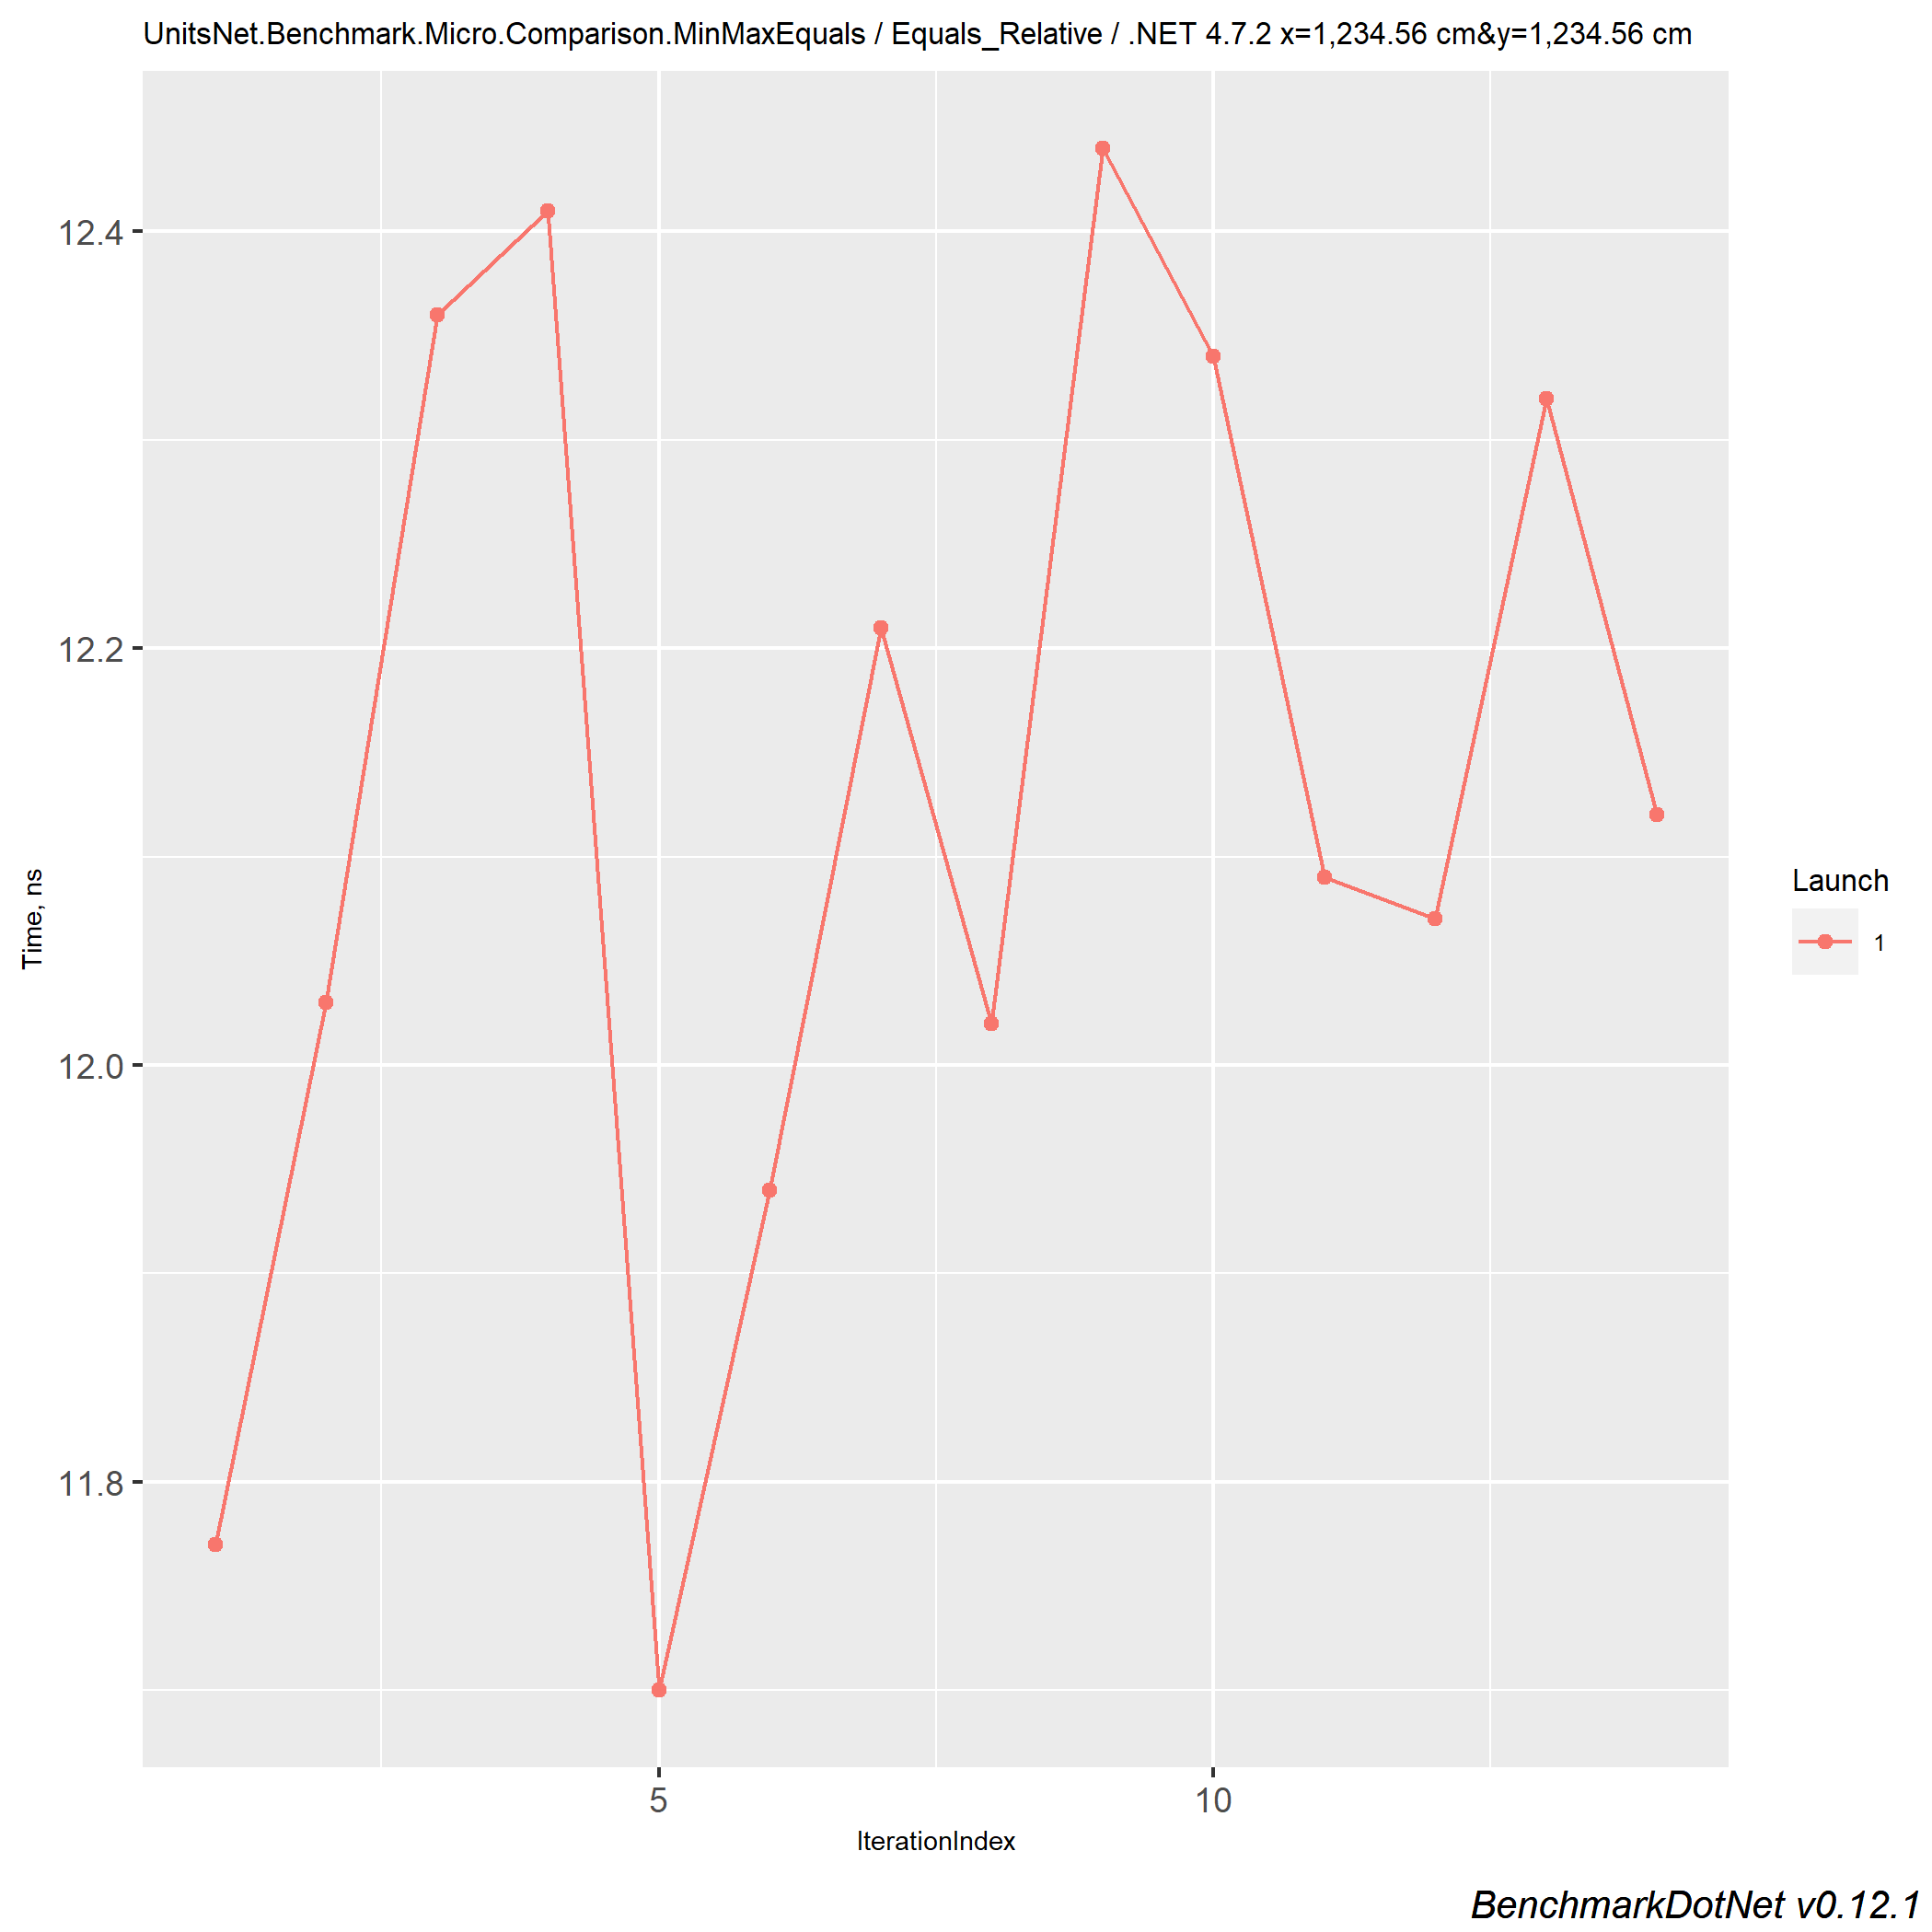 UnitsNet.Benchmark.Micro.Comparison.MinMaxEquals / Equals_Relative / .NET 4.7.2 x=1,234.56 cm&y=1,234.56 cm
12.4
12.2
12.0
11.8
Time, ns
5
10
IterationIndex
Launch
1
BenchmarkDotNet v0.12.1